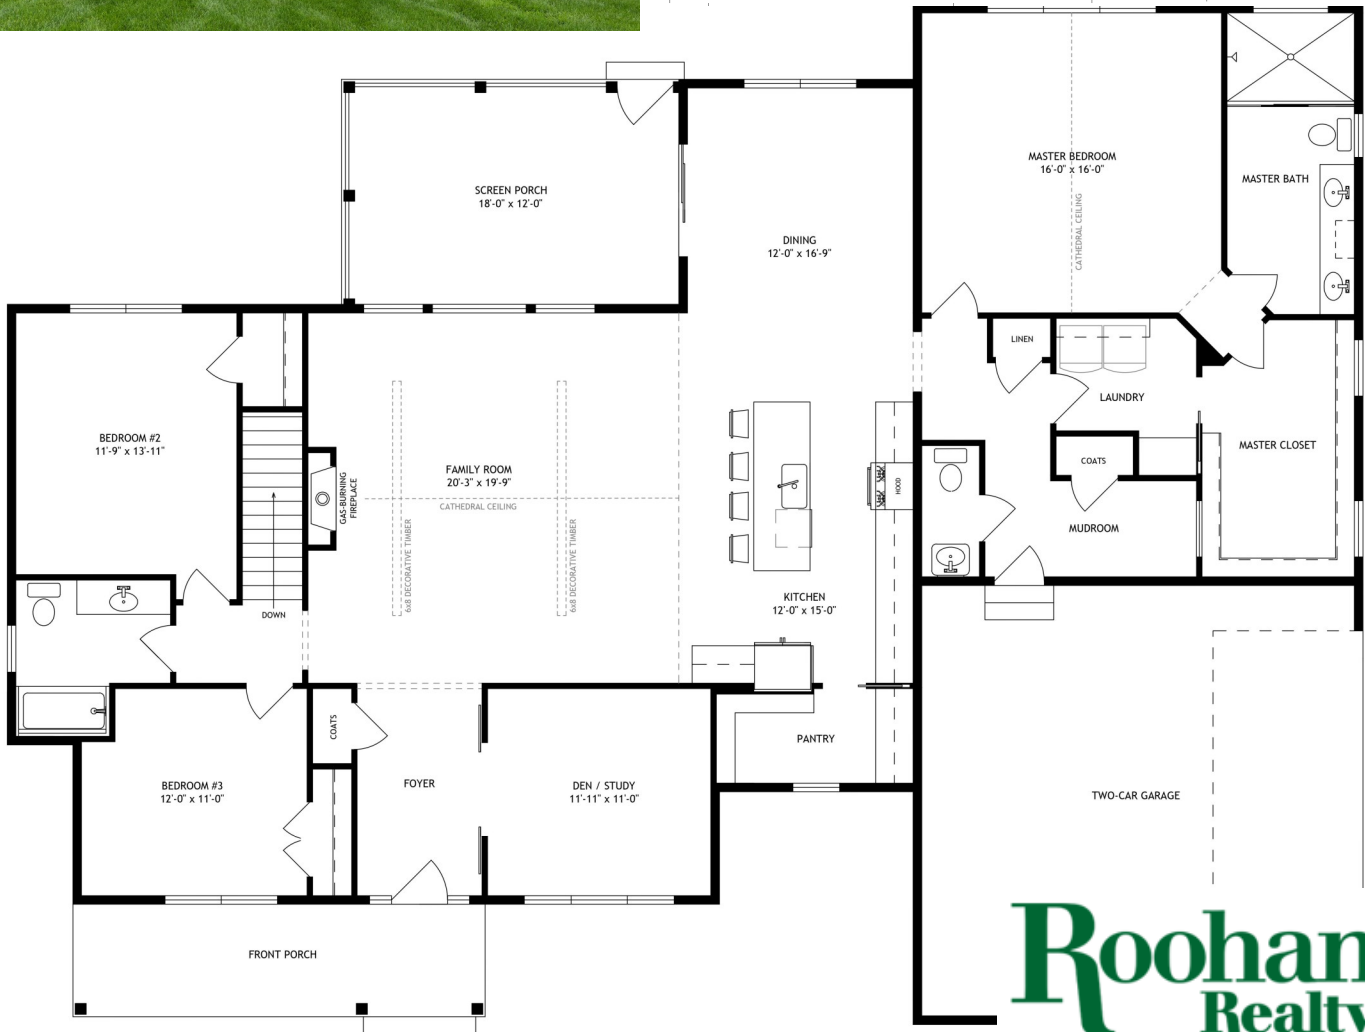 SCREEN PORCH
18'-0" x 12'-0"
DINING
12'-0" x 16'-9"
MASTER BEDROOM
16'-0" x 16'-0"
CATHEDRAL CEILING
MASTER BATH
LINEN
LAUNDRY
COATS
MASTER CLOSET
MUDROOM
HOOD
BEDROOM #2
11'-9" x 13'-11"
DOWN
GAS-BURNING
FIREPLACE
FAMILY ROOM
20'-3" x 19'-9"
CATHEDRAL CEILING
6x8 DECORATIVE TIMBER
6x8 DECORATIVE TIMBER
KITCHEN
12'-0" x 15'-0"
PANTRY
BEDROOM #3
12'-0" x 11'-0"
COATS
FOYER
DEN / STUDY
11'-11" x 11'-0"
TWO-CAR GARAGE
FRONT PORCH
Roohan
Realty